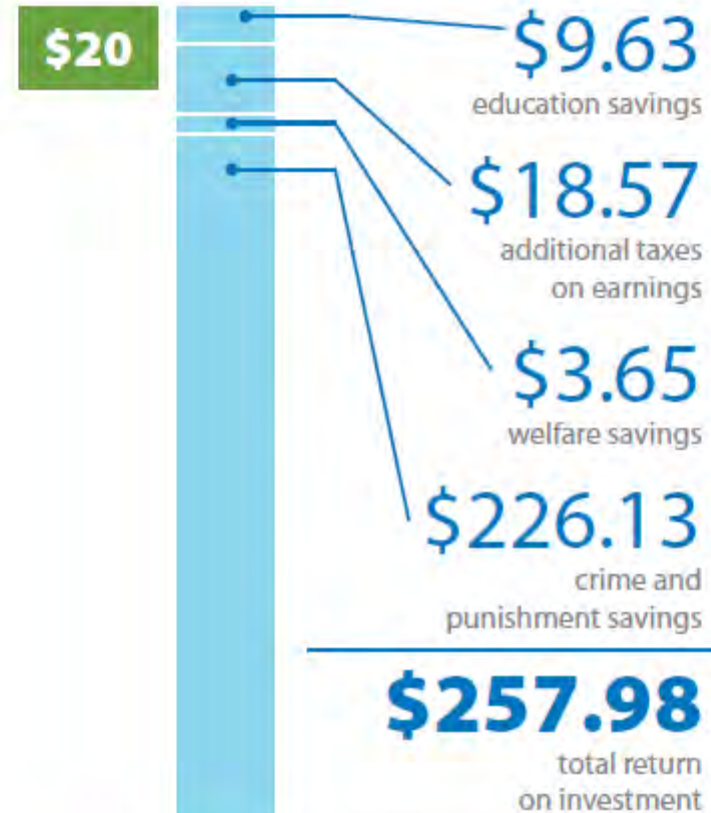 $20
$9.63
education savings
$18.57
additional taxes
on earnings
$3.65
welfare savings
$226.13
crime and
punishment savings
$257.98
total return
on investment